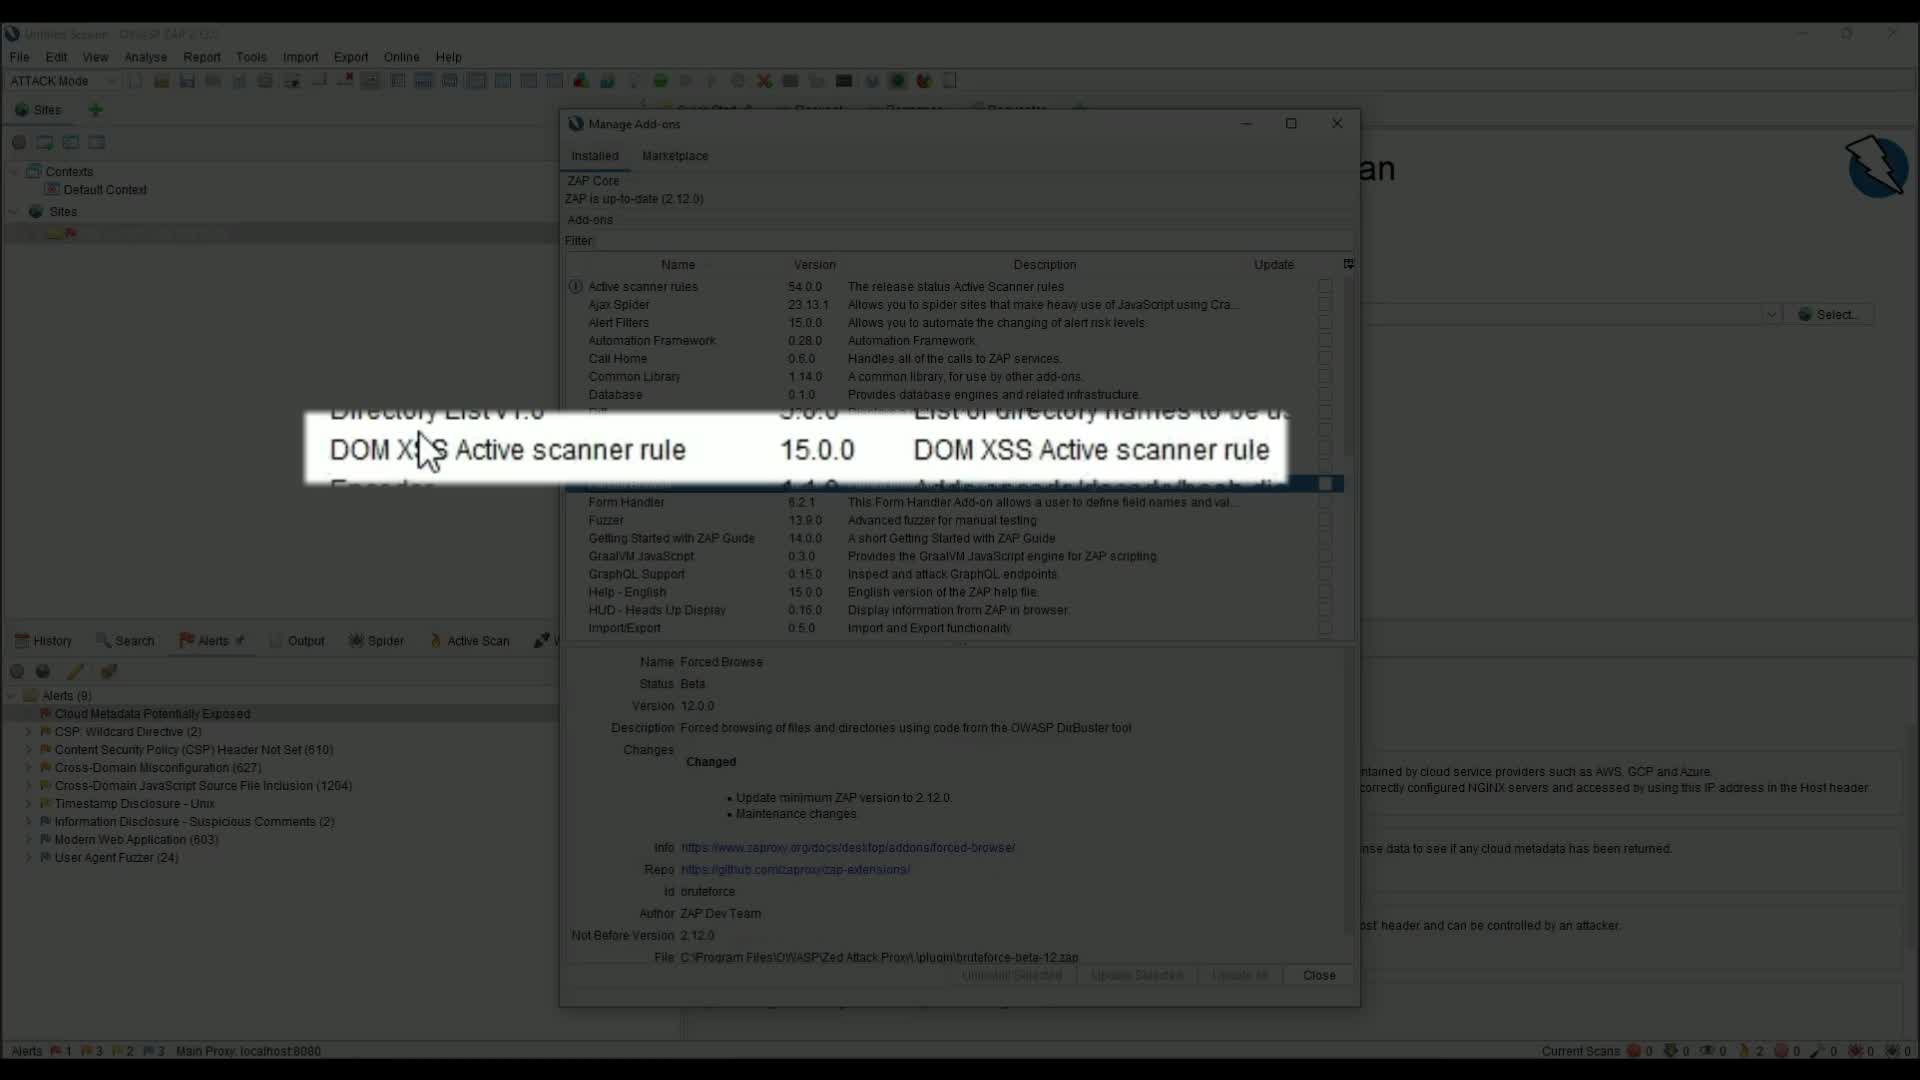 Untitled Session - OWASP ZAP 2.12.0
File Edit View Analyse Report Tools Import Export Online Help
ATTACK Mode
Sites
Contexts
Default Context
Sites
Manage Add-ons
Installed Marketplace
ZAP Core
ZAP is up-to-date (2.12.0)
Add-ons
Filter:
Name Version Description Update
Active scanner rules 54.0.0 The release status Active Scanner rules
Ajax Spider 23.13.1 Allows you to spider sites that make heavy use of JavaScript using Cra...
Alert Filters 15.0.0 Allows you to automate the changing of alert risk levels.
Automation Framework 0.28.0 Automation Framework.
Call Home 0.6.0 Handles all of the calls to ZAP services.
Common Library 1.14.0 A common library, for use by other add-ons.
Database 0.1.0 Provides database engines and related infrastructure.
Directory List v1.0 List of directory names to be us
DOM XSS Active scanner rule 15.0.0 DOM XSS Active scanner rule
Form Handler 6.2.1 This Form Handler Add-on allows a user to define field names and val...
Fuzzer 13.9.0 Advanced fuzzer for manual testing
Getting Started with ZAP Guide 14.0.0 A short Getting Started with ZAP Guide
GraalVM JavaScript 0.3.0 Provides the GraalVM JavaScript engine for ZAP scripting.
GraphQL Support 0.15.0 Inspect and attack GraphQL endpoints.
Help - English 15.0.0 English version of the ZAP help file.
HUD - Heads Up Display 0.16.0 Display information from ZAP in browser.
Import/Export 0.5.0 Import and Export functionality
Name Forced Browse
Status Beta
Version 12.0.0
Description Forced browsing of files and directories using code from the OWASP DirBuster tool
Changes
Changed
• Update minimum ZAP version to 2.12.0.
• Maintenance changes.
Info https://www.zaproxy.org/docs/desktop/addons/forced-browse/
Repo https://github.com/zaproxy/zap-extensions/
Id bruteforce
Author ZAP Dev Team
Not Before Version 2.12.0
File C:\Program Files\OWASP\Zed Attack Proxy\.\plugin\bruteforce-beta-12.zap
Uninstall Selected Update Selected Update All Close
an
Select...
History Search Alerts Output Spider Active Scan
Alerts (9)
Cloud Metadata Potentially Exposed
CSP: Wildcard Directive (2)
Content Security Policy (CSP) Header Not Set (610)
Cross-Domain Misconfiguration (627)
Cross-Domain JavaScript Source File Inclusion (1204)
Timestamp Disclosure - Unix
Information Disclosure - Suspicious Comments (2)
Modern Web Application (603)
User Agent Fuzzer (24)
ntained by cloud service providers such as AWS, GCP and Azure.
correctly configured NGINX servers and accessed by using this IP address in the Host header
nse data to see if any cloud metadata has been returned.
ost' header and can be controlled by an attacker.
Alerts 1 3 2 3 Main Proxy: localhost:8080
Current Scans 0 0 0 2 0 0 0 0